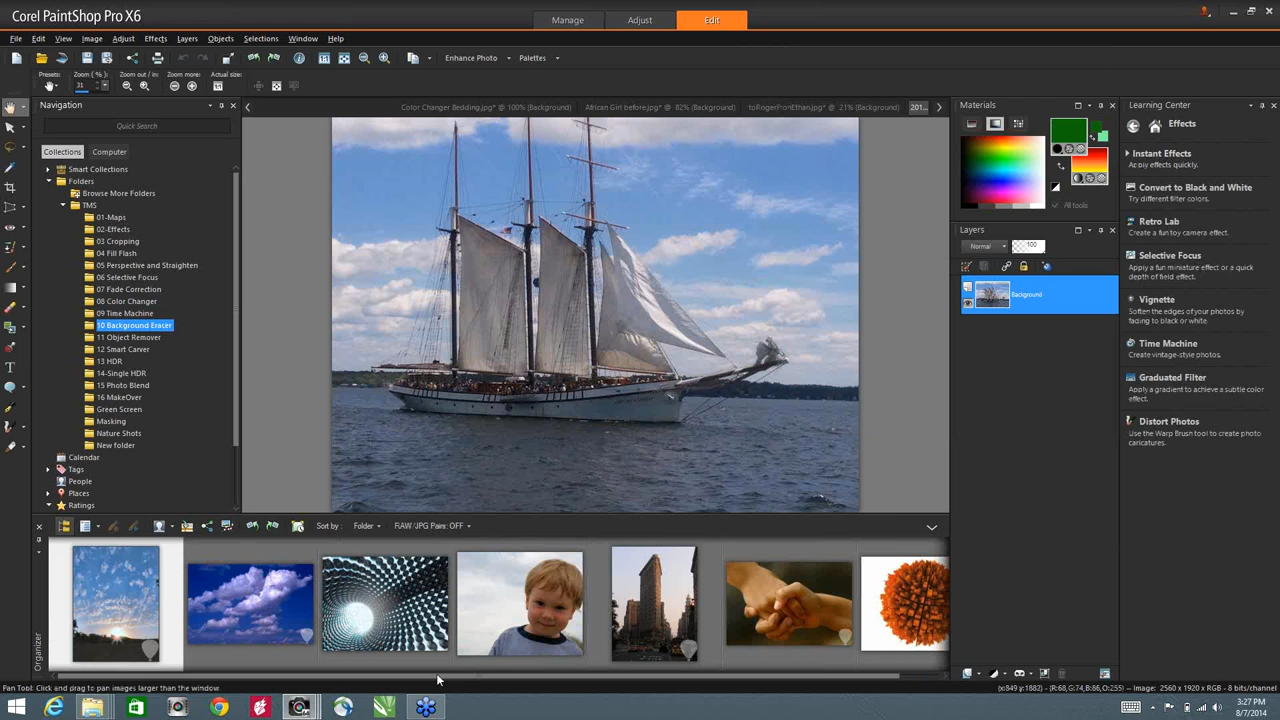 Corel PaintShop Pro X6
Manage Adjust Edit
File Edit View Image Adjust Effects Layers Objects Selections Window Help
Enhance Photo Palettes
Presets: Zoom (%): Zoom out / in: Zoom more: Actual size:
31
Navigation
Quick Search
Collections Computer
Smart Collections
Folders
Browse More Folders
TMS
01-Maps
02-Effects
03 Cropping
04 Fill Flash
05 Perspective and Straighten
06 Selective Focus
07 Fade Correction
08 Color Changer
09 Time Machine
10 Background Eracer
11 Object Remover
12 Smart Carver
13 HDR
14-Single HDR
15 Photo Blend
16 MakeOver
Green Screen
Masking
Nature Shots
New folder
Calendar
Tags
People
Places
Ratings
Color Changer Bedding.jpg* @ 100% (Background) African Girl before.jpg* @ 82% (Background) toRogerPronEthan.jpg* @ 21% (Background) 201...
Materials
All tools
Layers
Normal 100
Background
Learning Center
Effects
Instant Effects
Apply effects quickly.
Convert to Black and White
Try different filter colors.
Retro Lab
Create a fun toy camera effect.
Selective Focus
Apply a fun miniature effect or a quick
depth of field effect.
Vignette
Soften the edges of your photos by
fading to black or white.
Time Machine
Create vintage-style photos.
Graduated Filter
Apply a gradient to achieve a subtle color
effect.
Distort Photos
Use the Warp Brush tool to create photo
caricatures.
Sort by: Folder RAW /JPG Pairs: OFF
Organizer
Pan Tool: Click and drag to pan images larger than the window.
(x:849 y:1882) - (R:68,G:74,B:86,O:255) -- Image: 2560 x 1920 x RGB - 8 bits/channel
3:27 PM
8/7/2014